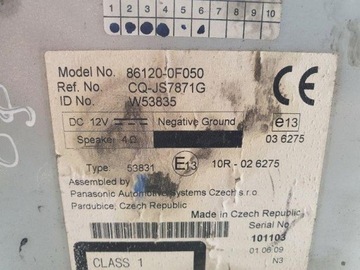 1 2 3 4 5 6 7 8 9 10
Model No. 86120-0F050
Ref. No. CQ-JS7871G
ID No. W53835
CE
DC 12V Negative Ground e13
Speaker 4Ω 03 6275
Type: 53831 E13 10R - 02 6275
Assembled by
Panasonic Automotive Systems Czech s.r.o
Pardubice, Czech Republic
Made in Czech Republic
Serial No
101103
01 06 09
N3
CLASS 1